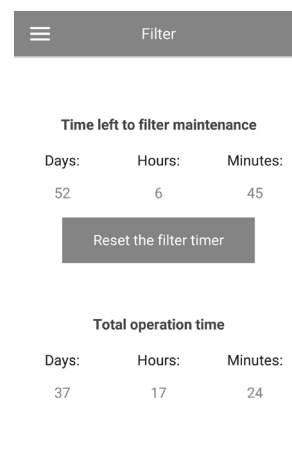 Filter
Time left to filter maintenance
Days: Hours: Minutes:
52 6 45
Reset the filter timer
Total operation time
Days: Hours: Minutes:
37 17 24